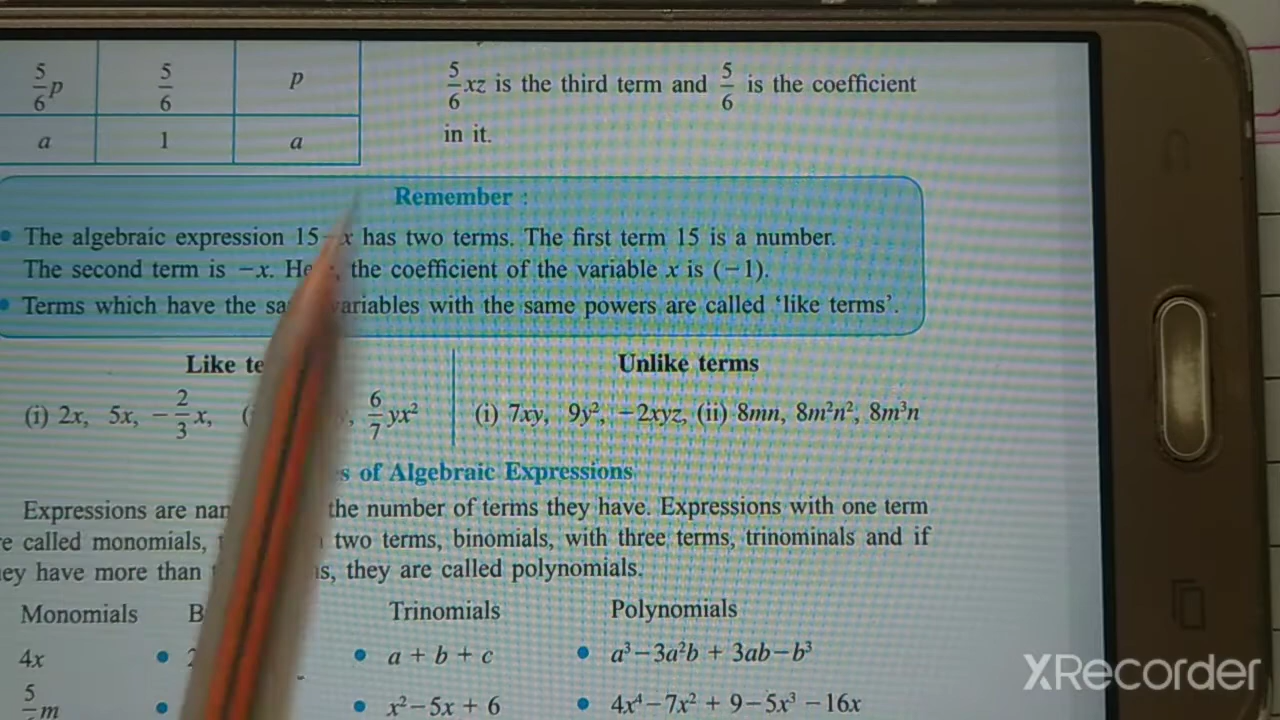 5/6 p 5/6 p
a 1 a
5/6 xz is the third term and 5/6 is the coefficient
in it.
Remember :
• The algebraic expression 15-x has two terms. The first term 15 is a number.
The second term is -x. the coefficient of the variable x is (-1).
• Terms which have the variables with the same powers are called ‘like terms’.
Like
Unlike terms
(i) 2x, 5x, -2/3 x, 6/7 yx²
(i) 7xy, 9y², -2xyz, (ii) 8mn, 8m²n², 8m³n
of Algebraic Expressions
Expressions are the number of terms they have. Expressions with one term
called monomials, two terms, binomials, with three terms, trinominals and if
have more than they are called polynomials.
Monomials Trinomials Polynomials
4x • • a + b + c • a³-3a²b + 3ab-b³
5/ m • • x²-5x + 6 • 4x⁴-7x² + 9-5x³-16x
XRecorder